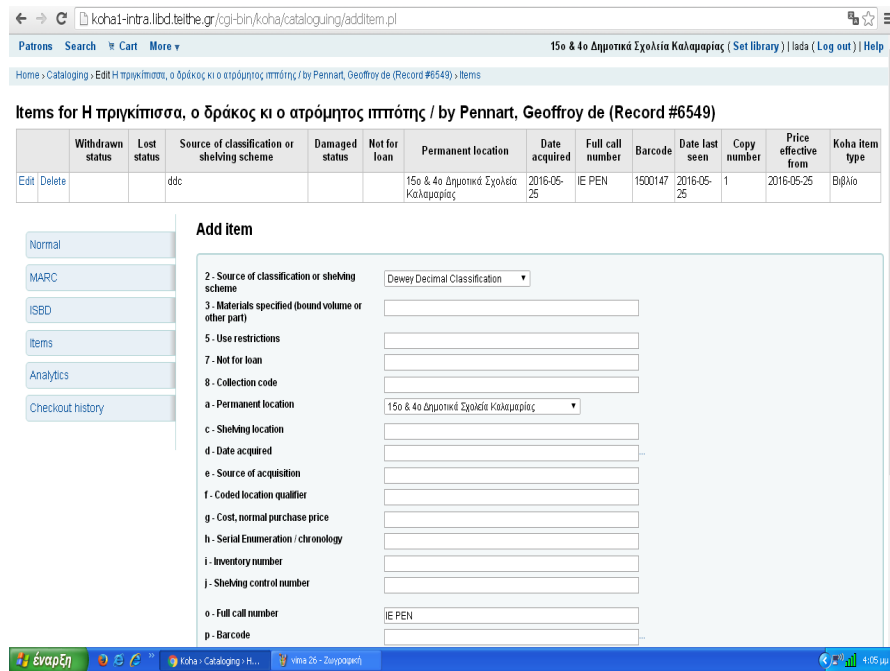 koha1-intra.libd.teithe.gr/cgi-bin/koha/cataloguing/additem.pl
Patrons Search Cart More ▾ 15ο & 4ο Δημοτικά Σχολεία Καλαμαρίας ( Set library ) | lada ( Log out ) | Help
Home › Cataloging › Edit Η πριγκίπισσα, ο δράκος κι ο ατρόμητος ιππότης / by Pennart, Geoffroy de (Record #6549) › Items
Items for Η πριγκίπισσα, ο δράκος κι ο ατρόμητος ιππότης / by Pennart, Geoffroy de (Record #6549)
Withdrawn status Lost status Source of classification or shelving scheme Damaged status Not for loan Permanent location Date acquired Full call number Barcode Date last seen Copy number Price effective from Koha item type
Edit Delete ddc 15ο & 4ο Δημοτικά Σχολεία Καλαμαρίας 2016-05-25 IE PEN 1500147 2016-05-25 1 2016-05-25 Βιβλίο
Normal
MARC
ISBD
Items
Analytics
Checkout history
Add item
2 - Source of classification or shelving scheme Dewey Decimal Classification
3 - Materials specified (bound volume or other part)
5 - Use restrictions
7 - Not for loan
8 - Collection code
a - Permanent location 15ο & 4ο Δημοτικά Σχολεία Καλαμαρίας
c - Shelving location
d - Date acquired ...
e - Source of acquisition
f - Coded location qualifier
g - Cost, normal purchase price
h - Serial Enumeration / chronology
i - Inventory number
j - Shelving control number
o - Full call number IE PEN
p - Barcode ...
έναρξη » Koha › Cataloging › Η... vima 26 - Ζωγραφική 4:05 μμ